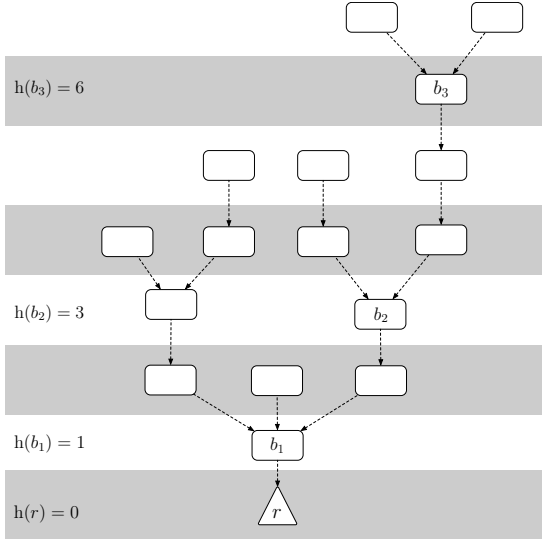 h(b₃) = 6
b₃
h(b₂) = 3
b₂
h(b₁) = 1
b₁
h(r) = 0
r